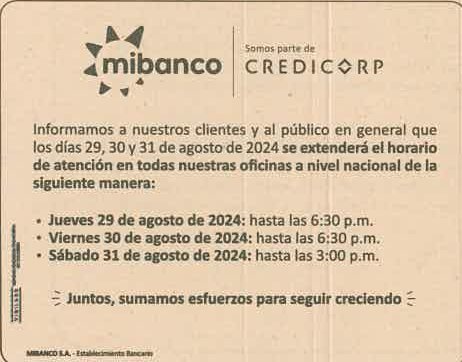 mibanco
Somos parte de
CREDICORP
Informamos a nuestros clientes y al público en general que
los días 29, 30 y 31 de agosto de 2024 se extenderá el horario
de atención en todas nuestras oficinas a nivel nacional de la
siguiente manera:
• Jueves 29 de agosto de 2024: hasta las 6:30 p.m.
• Viernes 30 de agosto de 2024: hasta las 6:30 p.m.
• Sábado 31 de agosto de 2024: hasta las 3:00 p.m.
Juntos, sumamos esfuerzos para seguir creciendo
VIGILADO
MIBANCO S.A. - Establecimiento Bancario